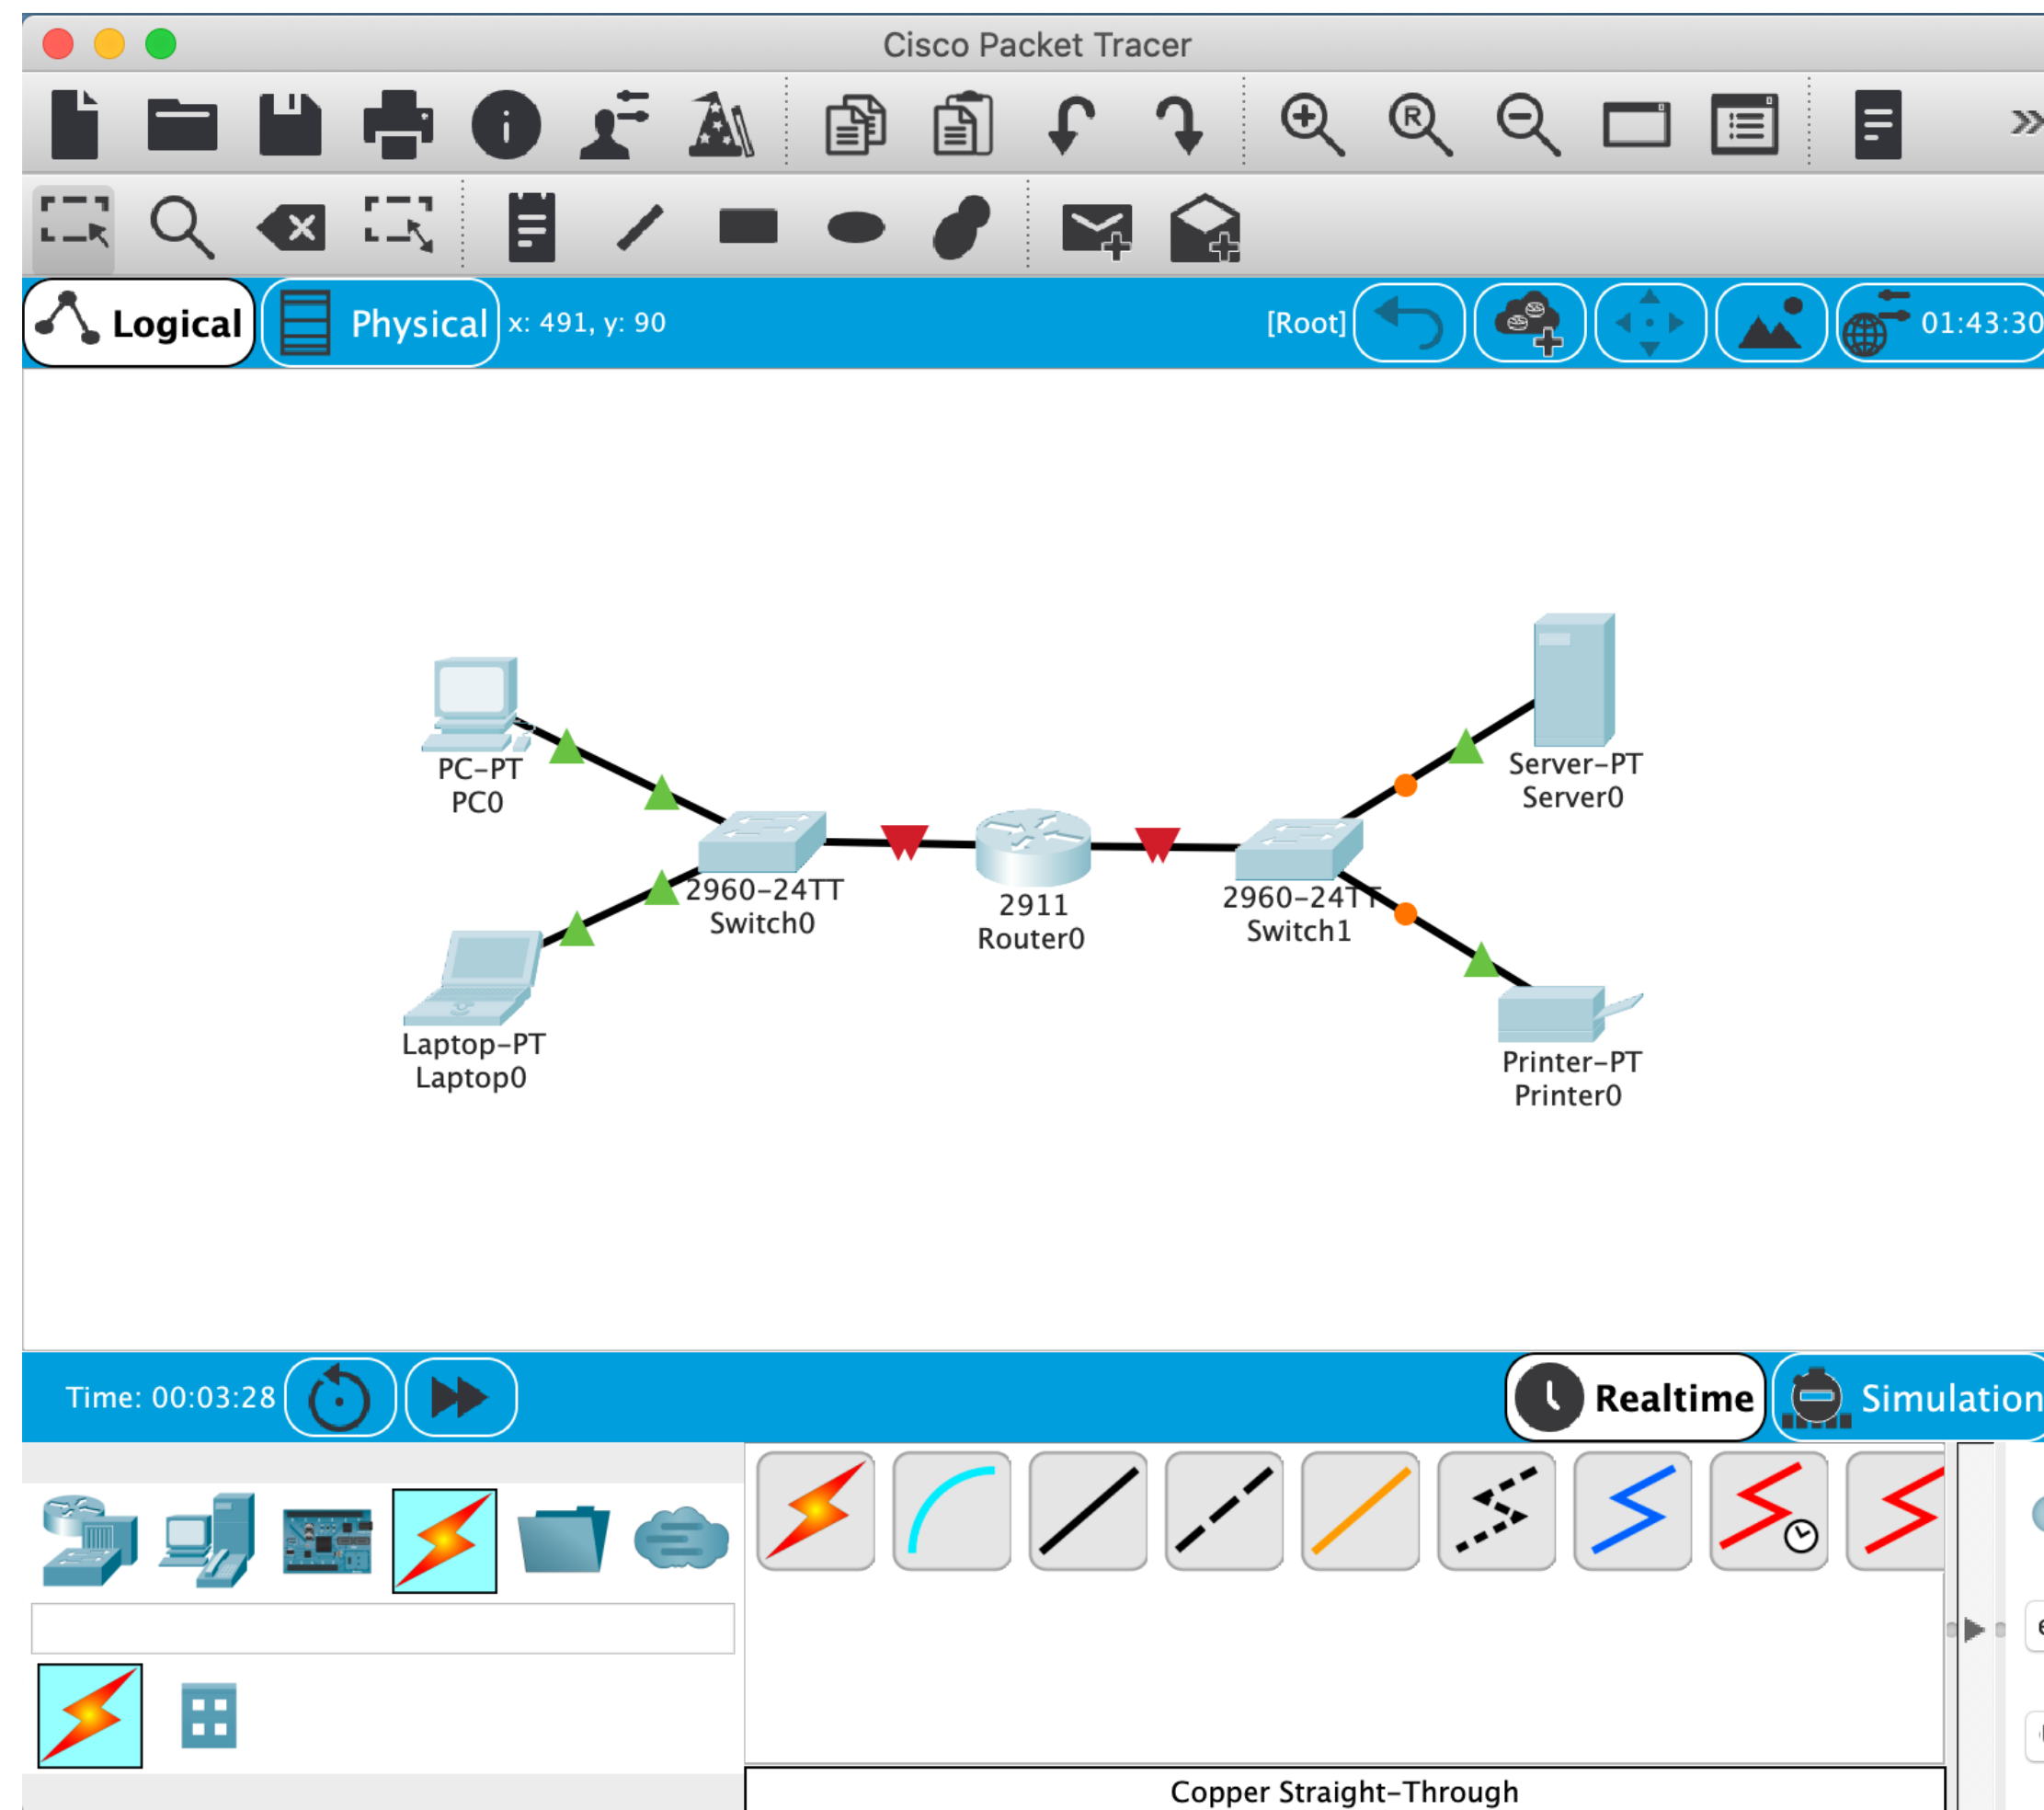 Cisco Packet Tracer
Logical
Physical
x: 491, y: 90
[Root]
01:43:30
PC-PT
PC0
Server-PT
Server0
2960-24TT
Switch0
2911
Router0
2960-24TT
Switch1
Laptop-PT
Laptop0
Printer-PT
Printer0
Time: 00:03:28
Realtime
Simulation
Copper Straight-Through